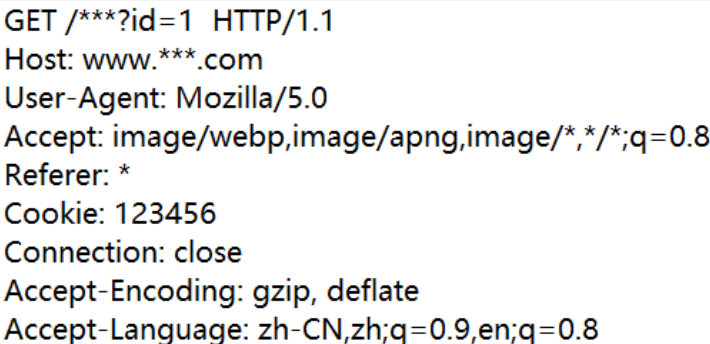 GET /***?id=1  HTTP/1.1
Host: www.***.com
User-Agent: Mozilla/5.0
Accept: image/webp,image/apng,image/*,*/*;q=0.8
Referer: *
Cookie: 123456
Connection: close
Accept-Encoding: gzip, deflate
Accept-Language: zh-CN,zh;q=0.9,en;q=0.8